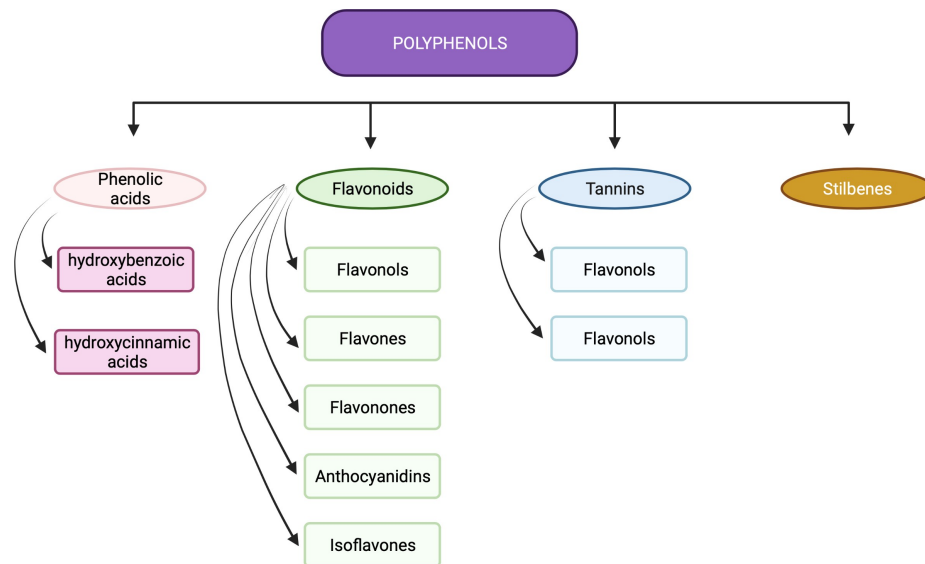 POLYPHENOLS
Phenolic
acids
Flavonoids
Tannins
Stilbenes
hydroxybenzoic
acids
Flavonols
Flavonols
hydroxycinnamic
acids
Flavones
Flavonols
Flavonones
Anthocyanidins
Isoflavones